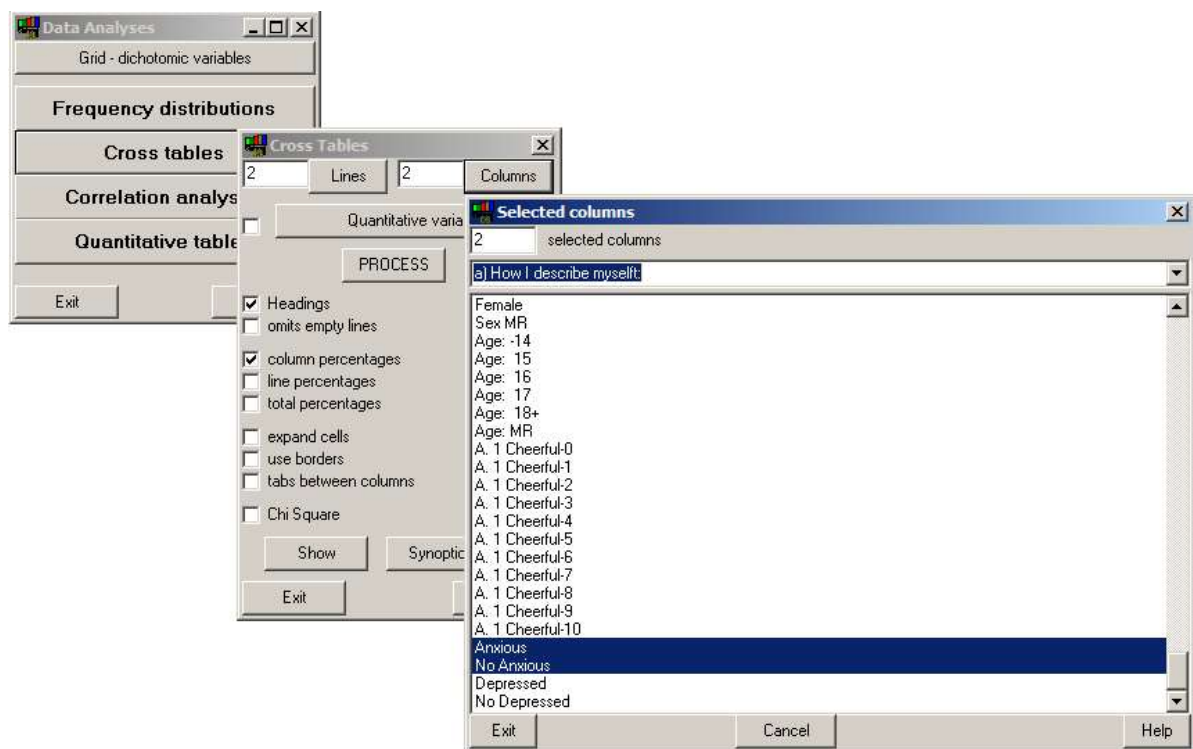 Data Analyses
Grid - dichotomic variables
Frequency distributions
Cross tables
Correlation analys
Quantitative table
Exit
Cross Tables
2 Lines 2 Columns
Quantitative varia
PROCESS
Headings
omits empty lines
column percentages
line percentages
total percentages
expand cells
use borders
tabs between columns
Chi Square
Show Synoptic
Exit
Selected columns
2 selected columns
a) How I describe myselft:
Female
Sex MR
Age: -14
Age: 15
Age: 16
Age: 17
Age: 18+
Age: MR
A. 1 Cheerful-0
A. 1 Cheerful-1
A. 1 Cheerful-2
A. 1 Cheerful-3
A. 1 Cheerful-4
A. 1 Cheerful-5
A. 1 Cheerful-6
A. 1 Cheerful-7
A. 1 Cheerful-8
A. 1 Cheerful-9
A. 1 Cheerful-10
Anxious
No Anxious
Depressed
No Depressed
Exit Cancel Help